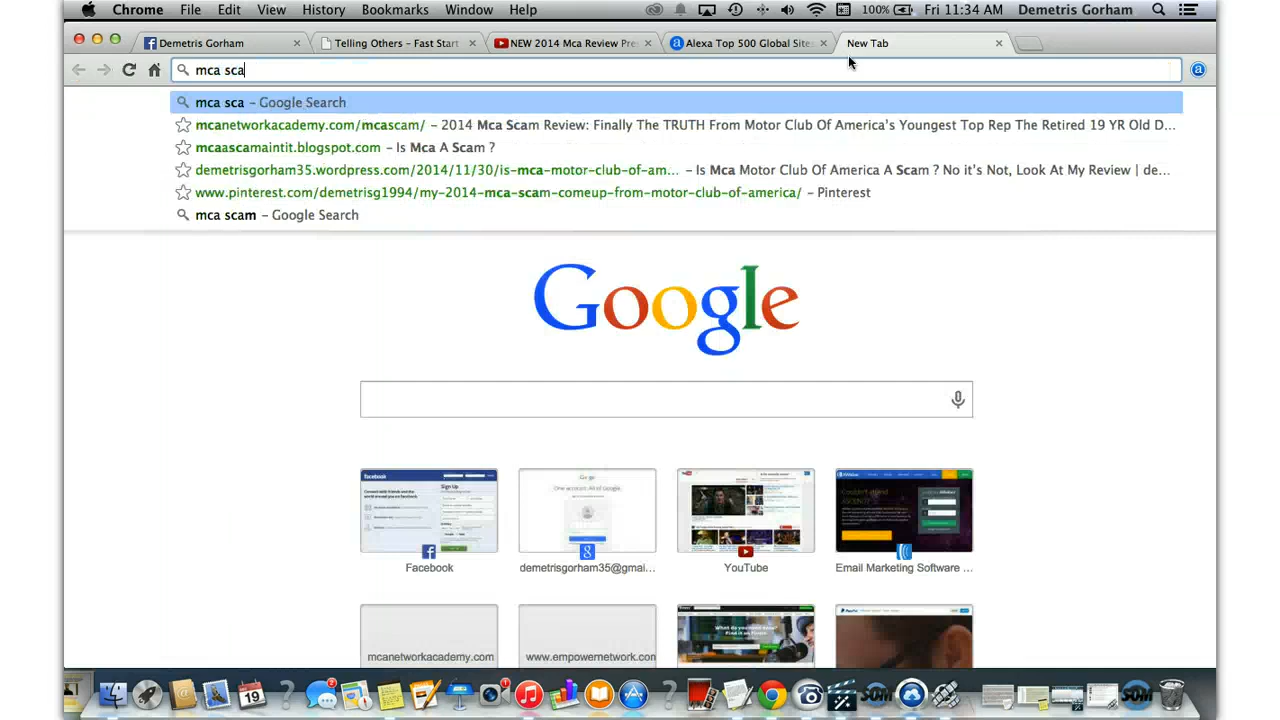 Chrome File Edit View History Bookmarks Window Help 100% Fri 11:34 AM Demetris Gorham
Demetris Gorham Telling Others – Fast Start NEW 2014 Mca Review Pre Alexa Top 500 Global Sites New Tab
mca sca
mca sca – Google Search
mcanetworkacademy.com/mcascam/ – 2014 Mca Scam Review: Finally The TRUTH From Motor Club Of America's Youngest Top Rep The Retired 19 YR Old D...
mcaascamaintit.blogspot.com – Is Mca A Scam ?
demetrisgorham35.wordpress.com/2014/11/30/is-mca-motor-club-of-am... – Is Mca Motor Club Of America A Scam ? No it's Not, Look At My Review | de...
www.pinterest.com/demetrisg1994/my-2014-mca-scam-comeup-from-motor-club-of-america/ – Pinterest
mca scam – Google Search
Google
Facebook demetrisgorham35@gmai... YouTube Email Marketing Software ...
mcanetworkacademy.com www.empowernetwork.com